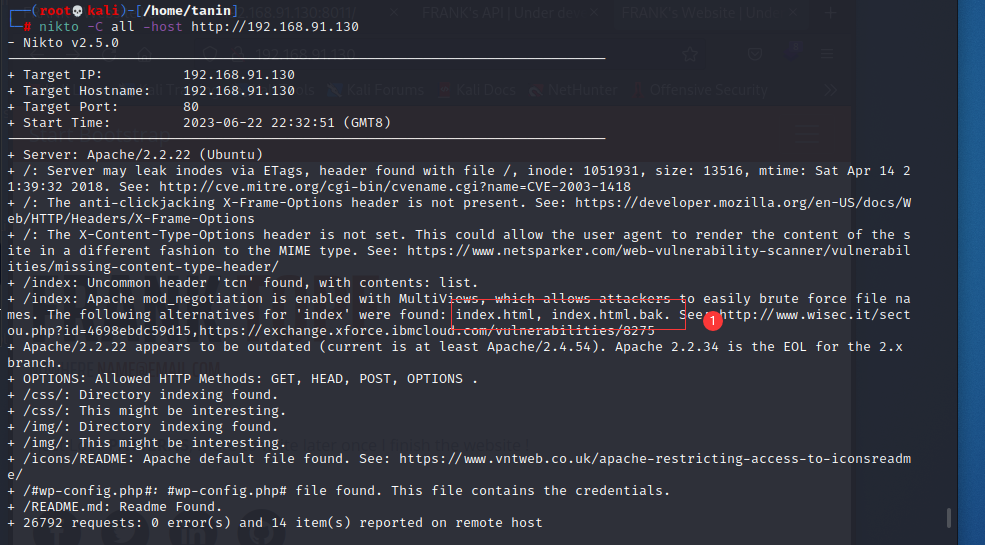 (root💀kali)-[/home/tanin]
# nikto -C all -host http://192.168.91.130
- Nikto v2.5.0
+ Target IP: 192.168.91.130
+ Target Hostname: 192.168.91.130
+ Target Port: 80
+ Start Time: 2023-06-22 22:32:51 (GMT8)
+ Server: Apache/2.2.22 (Ubuntu)
+ /: Server may leak inodes via ETags, header found with file /, inode: 1051931, size: 13516, mtime: Sat Apr 14 2
1:39:32 2018. See: http://cve.mitre.org/cgi-bin/cvename.cgi?name=CVE-2003-1418
+ /: The anti-clickjacking X-Frame-Options header is not present. See: https://developer.mozilla.org/en-US/docs/W
eb/HTTP/Headers/X-Frame-Options
+ /: The X-Content-Type-Options header is not set. This could allow the user agent to render the content of the s
ite in a different fashion to the MIME type. See: https://www.netsparker.com/web-vulnerability-scanner/vulnerabil
ities/missing-content-type-header/
+ /index: Uncommon header 'tcn' found, with contents: list.
+ /index: Apache mod_negotiation is enabled with MultiViews, which allows attackers to easily brute force file na
mes. The following alternatives for 'index' were found: index.html, index.html.bak. See: http://www.wisec.it/sect
ou.php?id=4698ebdc59d15,https://exchange.xforce.ibmcloud.com/vulnerabilities/8275
1
+ Apache/2.2.22 appears to be outdated (current is at least Apache/2.4.54). Apache 2.2.34 is the EOL for the 2.x
branch.
+ OPTIONS: Allowed HTTP Methods: GET, HEAD, POST, OPTIONS .
+ /css/: Directory indexing found.
+ /css/: This might be interesting.
+ /img/: Directory indexing found.
+ /img/: This might be interesting.
+ /icons/README: Apache default file found. See: https://www.vntweb.co.uk/apache-restricting-access-to-iconsreadm
e/
+ /#wp-config.php#: #wp-config.php# file found. This file contains the credentials.
+ /README.md: Readme Found.
+ 26792 requests: 0 error(s) and 14 item(s) reported on remote host